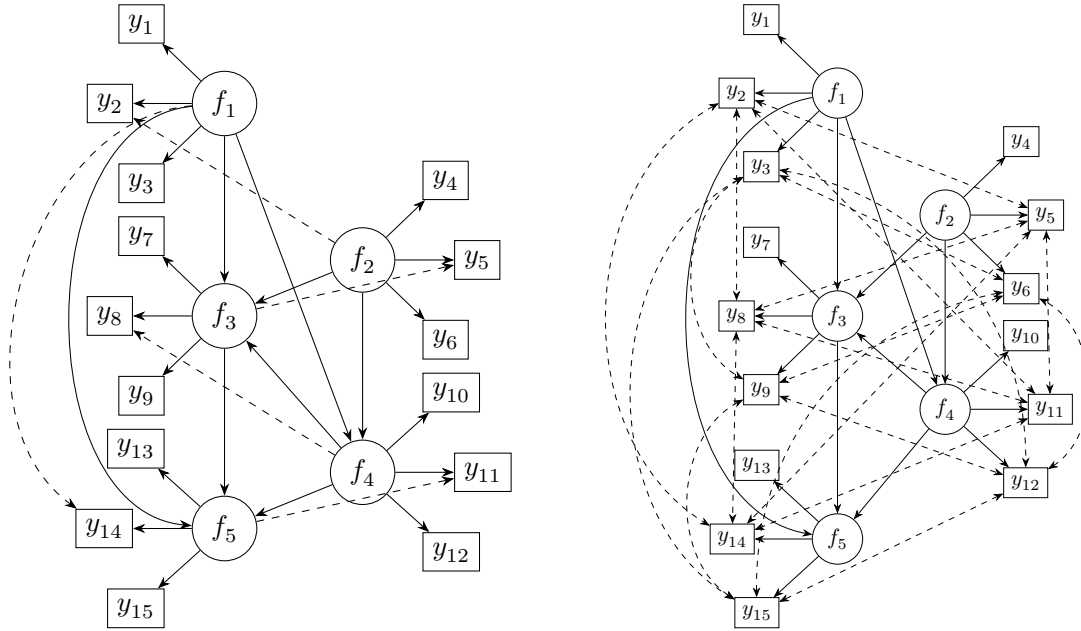 y₁
y₂
f₁
y₃
y₄
y₇
f₂
y₅
y₈
f₃
y₆
y₉
y₁₀
y₁₃
f₄
y₁₁
y₁₄
f₅
y₁₂
y₁₅
y₁
y₂
f₁
y₄
y₃
f₂
y₅
y₇
y₆
y₈
f₃
y₁₀
y₉
f₄
y₁₁
y₁₃
y₁₂
y₁₄
f₅
y₁₅